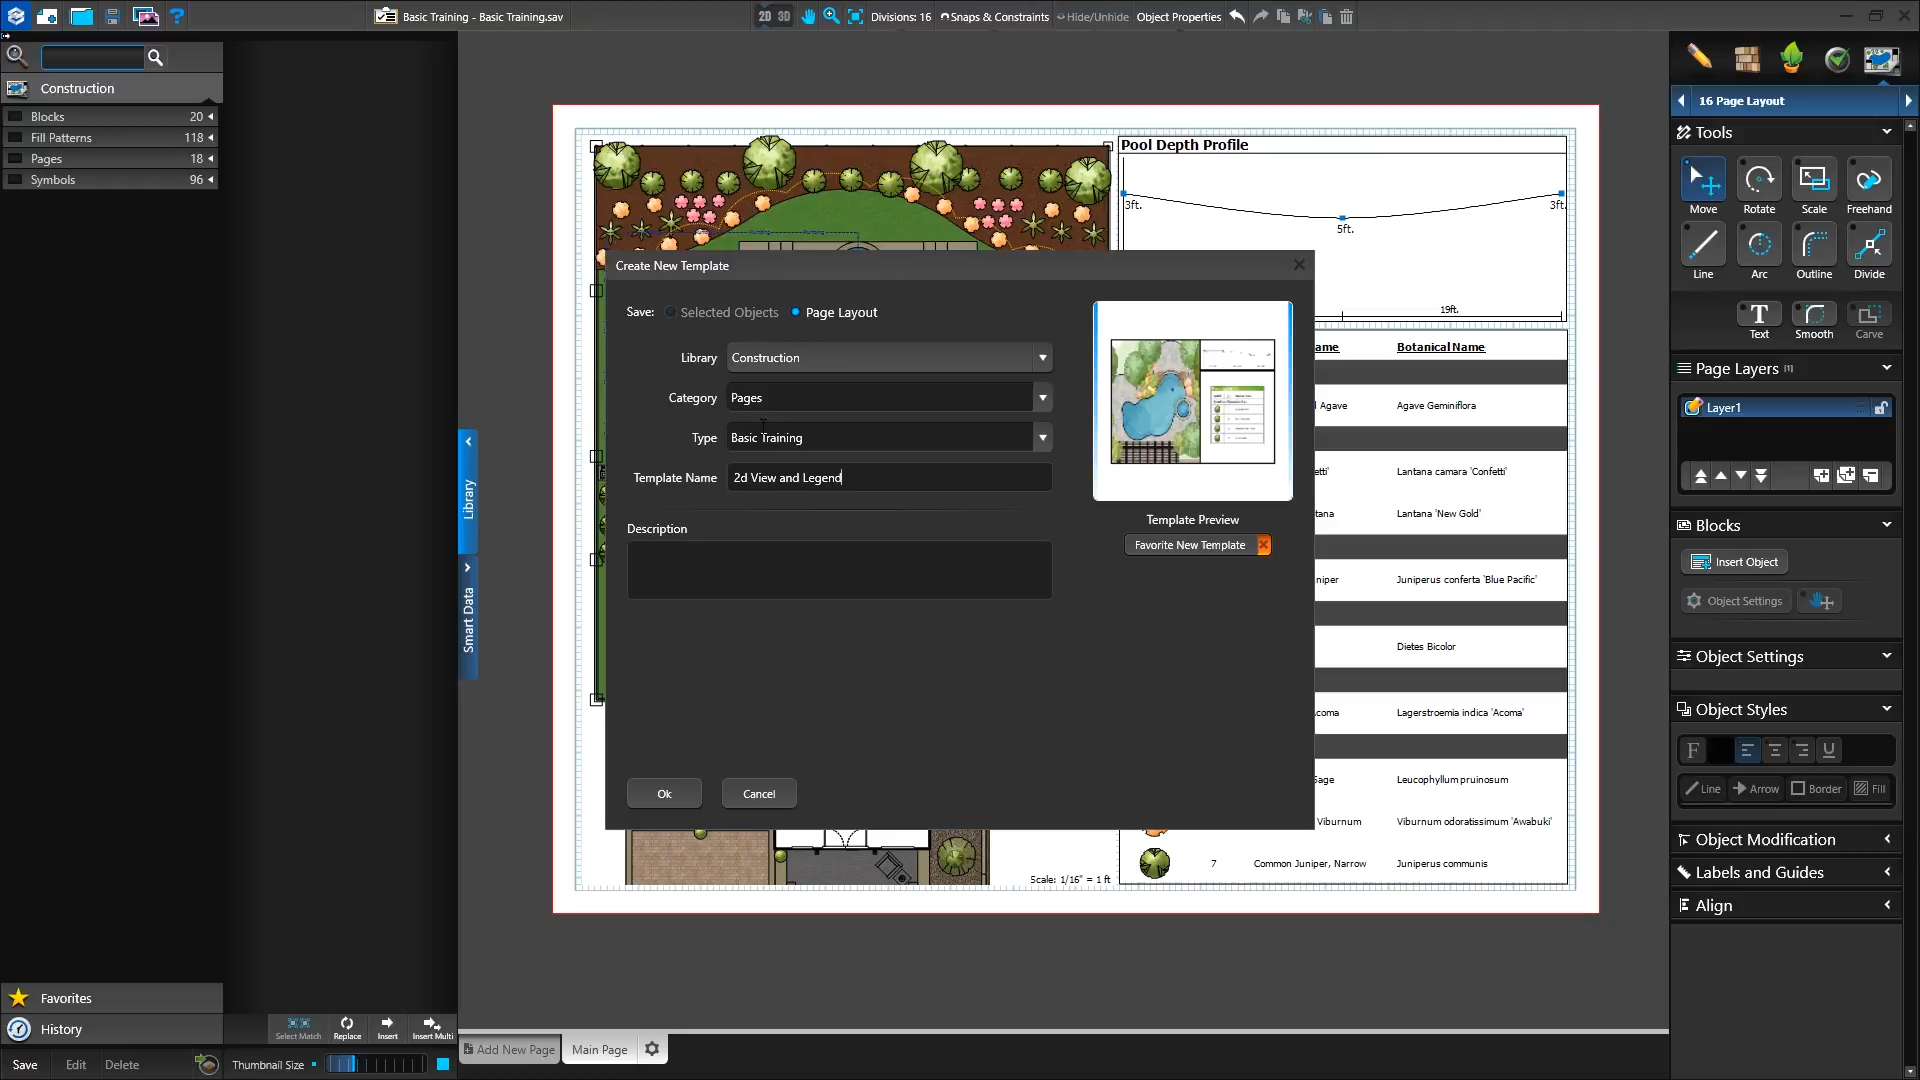 Basic Training - Basic Training.sav
2D 3D
Divisions: 16
Snaps & Constraints
Hide/Unhide
Object Properties
Construction
Blocks 20
Fill Patterns 118
Pages 18
Symbols 96
Favorites
History
Save Edit Delete
Select Match
Replace
Insert
Insert Multi
Thumbnail Size
Library
Smart Data
Pool Depth Profile
3ft.
3ft.
5ft.
19ft.
Create New Template
Save: Selected Objects Page Layout
Library Construction
Category Pages
Type Basic Training
Template Name 2d View and Legend
Description
Template Preview
Favorite New Template
Ok Cancel
ame Botanical Name
Agave Agave Geminiflora
etti' Lantana camara 'Confetti'
tana Lantana 'New Gold'
niper Juniperus conferta 'Blue Pacific'
Dietes Bicolor
coma Lagerstroemia indica 'Acoma'
Sage Leucophyllum pruinosum
Viburnum Viburnum odoratissimum 'Awabuki'
7 Common Juniper, Narrow Juniperus communis
Scale: 1/16" = 1 ft
Add New Page
Main Page
16 Page Layout
Tools
Move Rotate Scale Freehand
Line Arc Outline Divide
Text Smooth Carve
Page Layers [1]
Layer1
Blocks
Insert Object
Object Settings
Object Settings
Object Styles
F U
Line Arrow Border Fill
Object Modification
Labels and Guides
Align